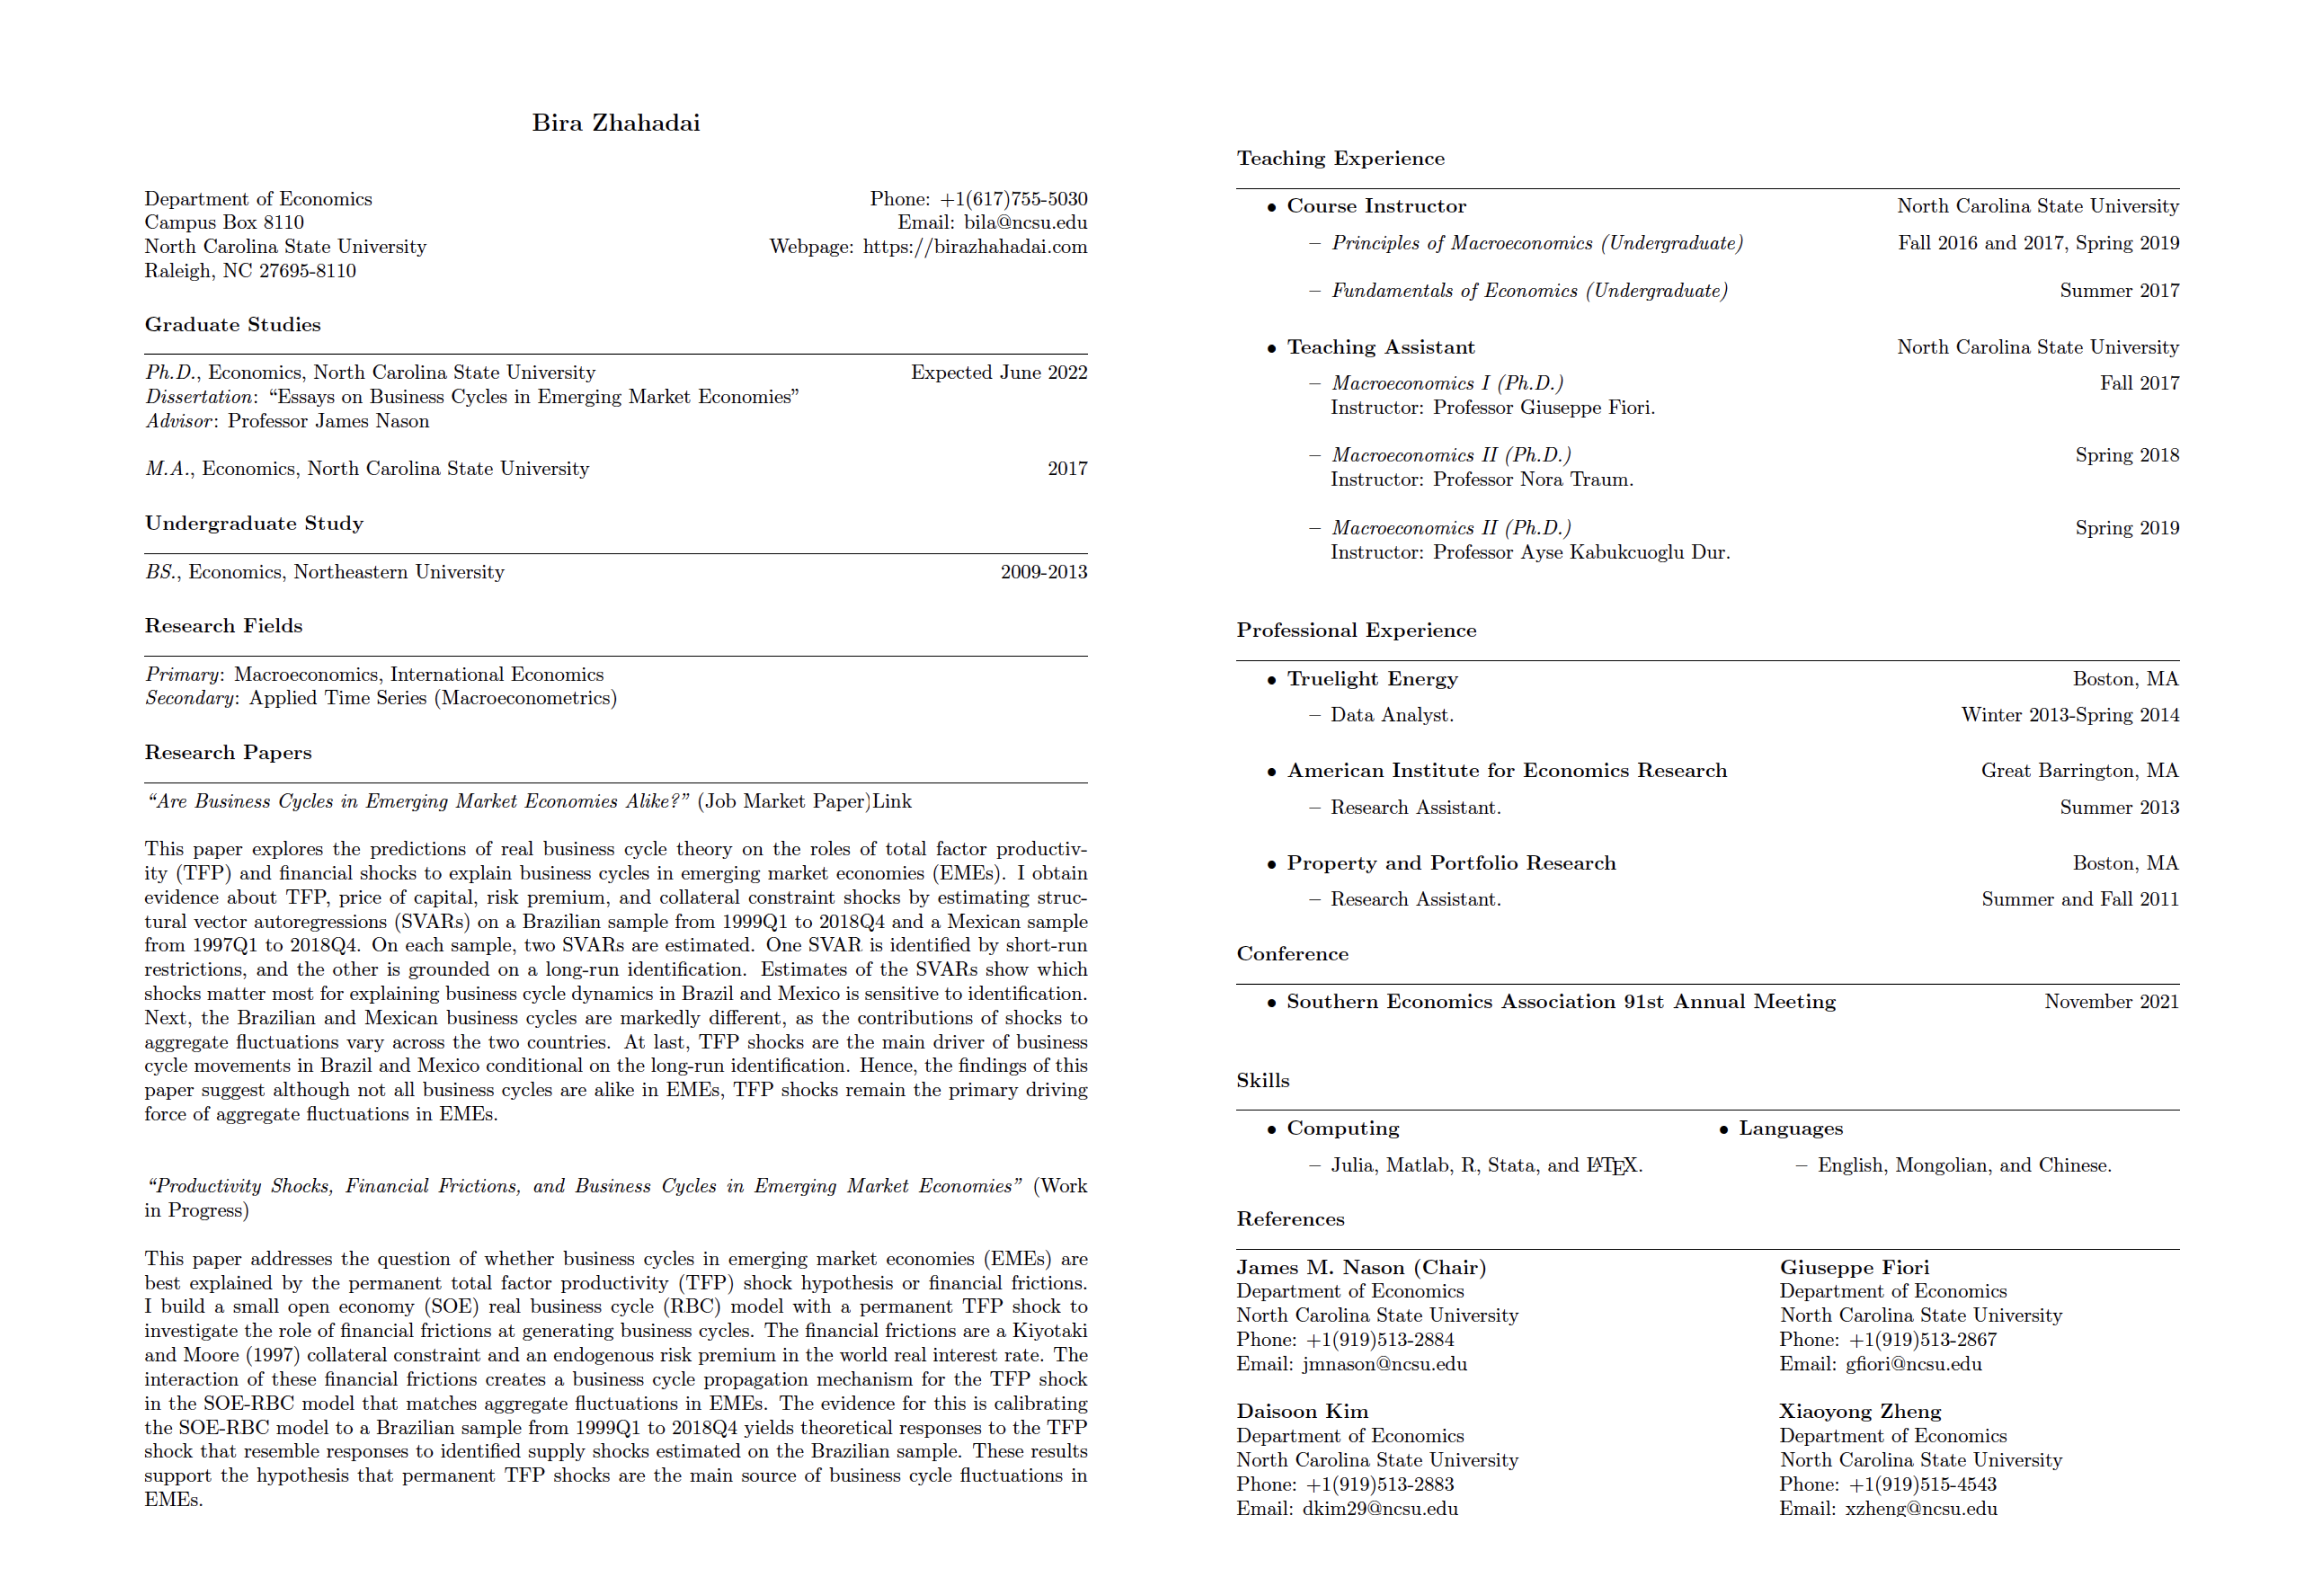 Bira Zhahadai
Department of Economics
Campus Box 8110
North Carolina State University
Raleigh, NC 27695-8110
Phone: +1(617)755-5030
Email: bila@ncsu.edu
Webpage: https://birazhahadai.com
Graduate Studies
Ph.D., Economics, North Carolina State University Expected June 2022
Dissertation: “Essays on Business Cycles in Emerging Market Economies”
Advisor: Professor James Nason
M.A., Economics, North Carolina State University 2017
Undergraduate Study
BS., Economics, Northeastern University 2009-2013
Research Fields
Primary: Macroeconomics, International Economics
Secondary: Applied Time Series (Macroeconometrics)
Research Papers
“Are Business Cycles in Emerging Market Economies Alike?” (Job Market Paper)Link
This paper explores the predictions of real business cycle theory on the roles of total factor productiv-
ity (TFP) and financial shocks to explain business cycles in emerging market economies (EMEs). I obtain
evidence about TFP, price of capital, risk premium, and collateral constraint shocks by estimating struc-
tural vector autoregressions (SVARs) on a Brazilian sample from 1999Q1 to 2018Q4 and a Mexican sample
from 1997Q1 to 2018Q4. On each sample, two SVARs are estimated. One SVAR is identified by short-run
restrictions, and the other is grounded on a long-run identification. Estimates of the SVARs show which
shocks matter most for explaining business cycle dynamics in Brazil and Mexico is sensitive to identification.
Next, the Brazilian and Mexican business cycles are markedly different, as the contributions of shocks to
aggregate fluctuations vary across the two countries. At last, TFP shocks are the main driver of business
cycle movements in Brazil and Mexico conditional on the long-run identification. Hence, the findings of this
paper suggest although not all business cycles are alike in EMEs, TFP shocks remain the primary driving
force of aggregate fluctuations in EMEs.
“Productivity Shocks, Financial Frictions, and Business Cycles in Emerging Market Economies” (Work
in Progress)
This paper addresses the question of whether business cycles in emerging market economies (EMEs) are
best explained by the permanent total factor productivity (TFP) shock hypothesis or financial frictions.
I build a small open economy (SOE) real business cycle (RBC) model with a permanent TFP shock to
investigate the role of financial frictions at generating business cycles. The financial frictions are a Kiyotaki
and Moore (1997) collateral constraint and an endogenous risk premium in the world real interest rate. The
interaction of these financial frictions creates a business cycle propagation mechanism for the TFP shock
in the SOE-RBC model that matches aggregate fluctuations in EMEs. The evidence for this is calibrating
the SOE-RBC model to a Brazilian sample from 1999Q1 to 2018Q4 yields theoretical responses to the TFP
shock that resemble responses to identified supply shocks estimated on the Brazilian sample. These results
support the hypothesis that permanent TFP shocks are the main source of business cycle fluctuations in
EMEs.
Teaching Experience
• Course Instructor North Carolina State University
– Principles of Macroeconomics (Undergraduate) Fall 2016 and 2017, Spring 2019
– Fundamentals of Economics (Undergraduate) Summer 2017
• Teaching Assistant North Carolina State University
– Macroeconomics I (Ph.D.) Fall 2017
Instructor: Professor Giuseppe Fiori.
– Macroeconomics II (Ph.D.) Spring 2018
Instructor: Professor Nora Traum.
– Macroeconomics II (Ph.D.) Spring 2019
Instructor: Professor Ayse Kabukcuoglu Dur.
Professional Experience
• Truelight Energy Boston, MA
– Data Analyst. Winter 2013-Spring 2014
• American Institute for Economics Research Great Barrington, MA
– Research Assistant. Summer 2013
• Property and Portfolio Research Boston, MA
– Research Assistant. Summer and Fall 2011
Conference
• Southern Economics Association 91st Annual Meeting November 2021
Skills
• Computing
– Julia, Matlab, R, Stata, and LATEX.
• Languages
– English, Mongolian, and Chinese.
References
James M. Nason (Chair)
Department of Economics
North Carolina State University
Phone: +1(919)513-2884
Email: jmnason@ncsu.edu
Giuseppe Fiori
Department of Economics
North Carolina State University
Phone: +1(919)513-2867
Email: gfiori@ncsu.edu
Daisoon Kim
Department of Economics
North Carolina State University
Phone: +1(919)513-2883
Email: dkim29@ncsu.edu
Xiaoyong Zheng
Department of Economics
North Carolina State University
Phone: +1(919)515-4543
Email: xzheng@ncsu.edu